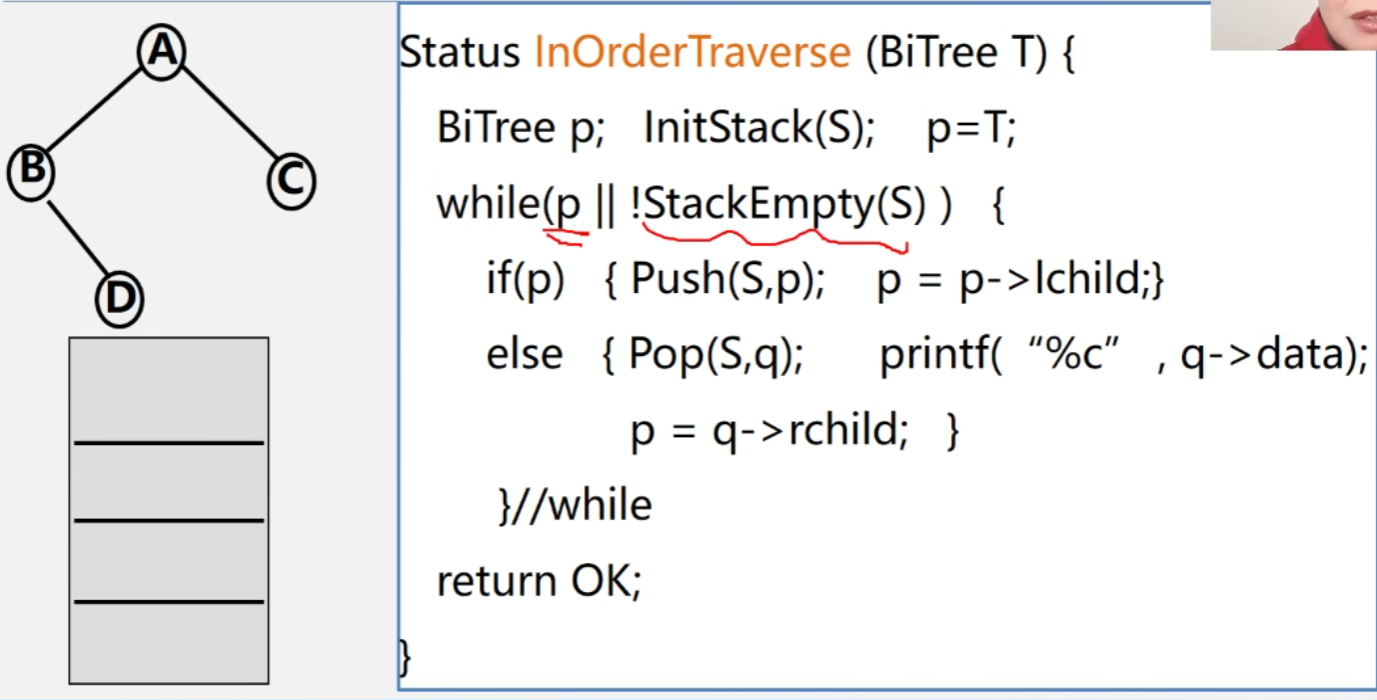 A
B
C
D
Status InOrderTraverse (BiTree T) {
BiTree p; InitStack(S); p=T;
while(p || !StackEmpty(S) ) {
if(p) { Push(S,p); p = p->lchild;}
else { Pop(S,q); printf( “%c” , q->data);
p = q->rchild; }
}//while
return OK;
}